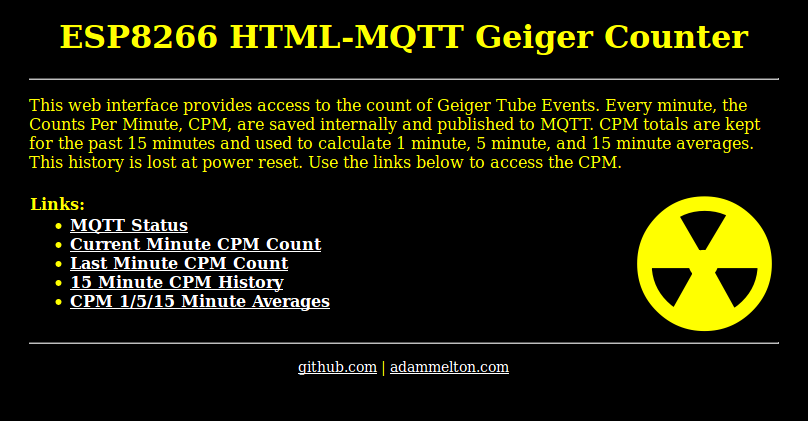 ESP8266 HTML-MQTT Geiger Counter
This web interface provides access to the count of Geiger Tube Events. Every minute, the
Counts Per Minute, CPM, are saved internally and published to MQTT. CPM totals are kept
for the past 15 minutes and used to calculate 1 minute, 5 minute, and 15 minute averages.
This history is lost at power reset. Use the links below to access the CPM.
Links:
• MQTT Status
• Current Minute CPM Count
• Last Minute CPM Count
• 15 Minute CPM History
• CPM 1/5/15 Minute Averages
github.com | adammelton.com